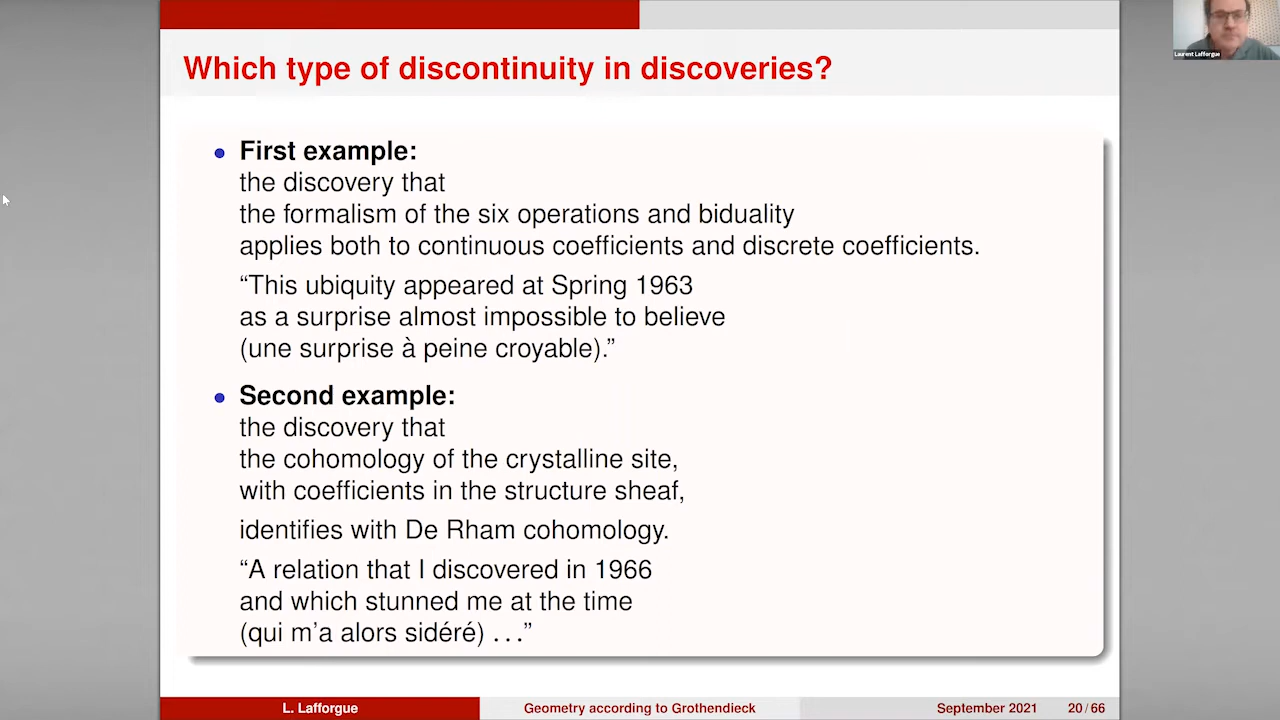 Laurent Lafforgue
Which type of discontinuity in discoveries?
• First example:
the discovery that
the formalism of the six operations and biduality
applies both to continuous coefficients and discrete coefficients.
“This ubiquity appeared at Spring 1963
as a surprise almost impossible to believe
(une surprise à peine croyable).”
• Second example:
the discovery that
the cohomology of the crystalline site,
with coefficients in the structure sheaf,
identifies with De Rham cohomology.
“A relation that I discovered in 1966
and which stunned me at the time
(qui m’a alors sidéré) . . .”
L. Lafforgue Geometry according to Grothendieck September 2021 20 / 66